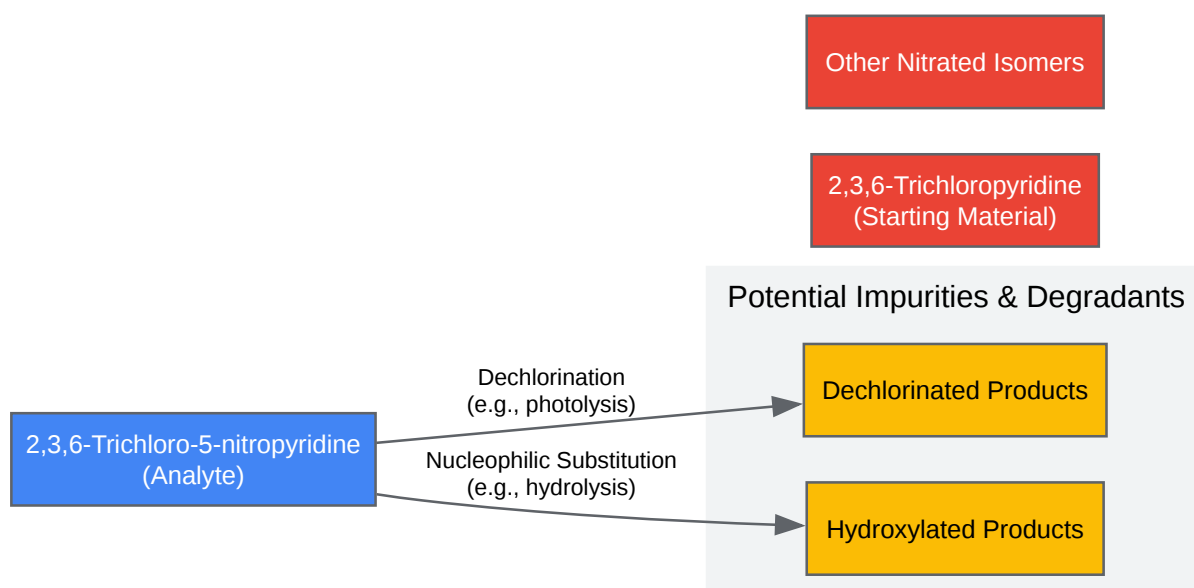 Other Nitrated Isomers
2,3,6-Trichloropyridine
(Starting Material)
Potential Impurities & Degradants
Dechlorination
(e.g., photolysis)
Dechlorinated Products
2,3,6-Trichloro-5-nitropyridine
(Analyte)
Nucleophilic Substitution
(e.g., hydrolysis)
Hydroxylated Products